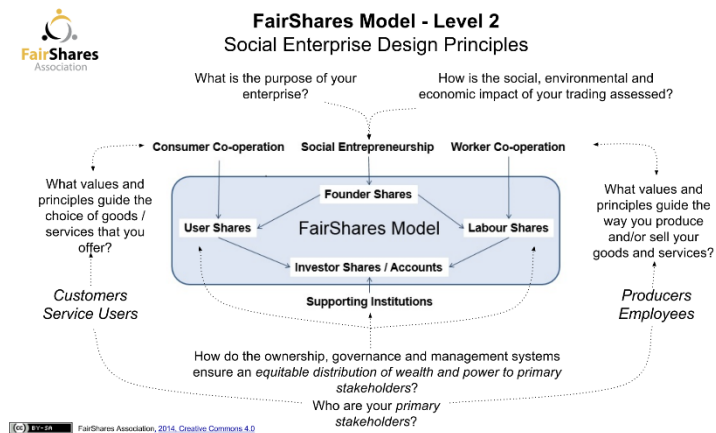 FairShares Model - Level 2
Social Enterprise Design Principles
FairShares
Association
What is the purpose of your
enterprise?
How is the social, environmental and
economic impact of your trading assessed?
Consumer Co-operation
Social Entrepreneurship
Worker Co-operation
What values and
principles guide the
choice of goods /
services that you
offer?
Founder Shares
User Shares
FairShares Model
Labour Shares
Investor Shares / Accounts
What values and
principles guide the
way you produce
and/or sell your
goods and services?
Customers
Service Users
Supporting Institutions
Producers
Employees
How do the ownership, governance and management systems
ensure an equitable distribution of wealth and power to primary
stakeholders?
Who are your primary
stakeholders?
(cc) BY-SA
FairShares Association, 2014, Creative Commons 4.0